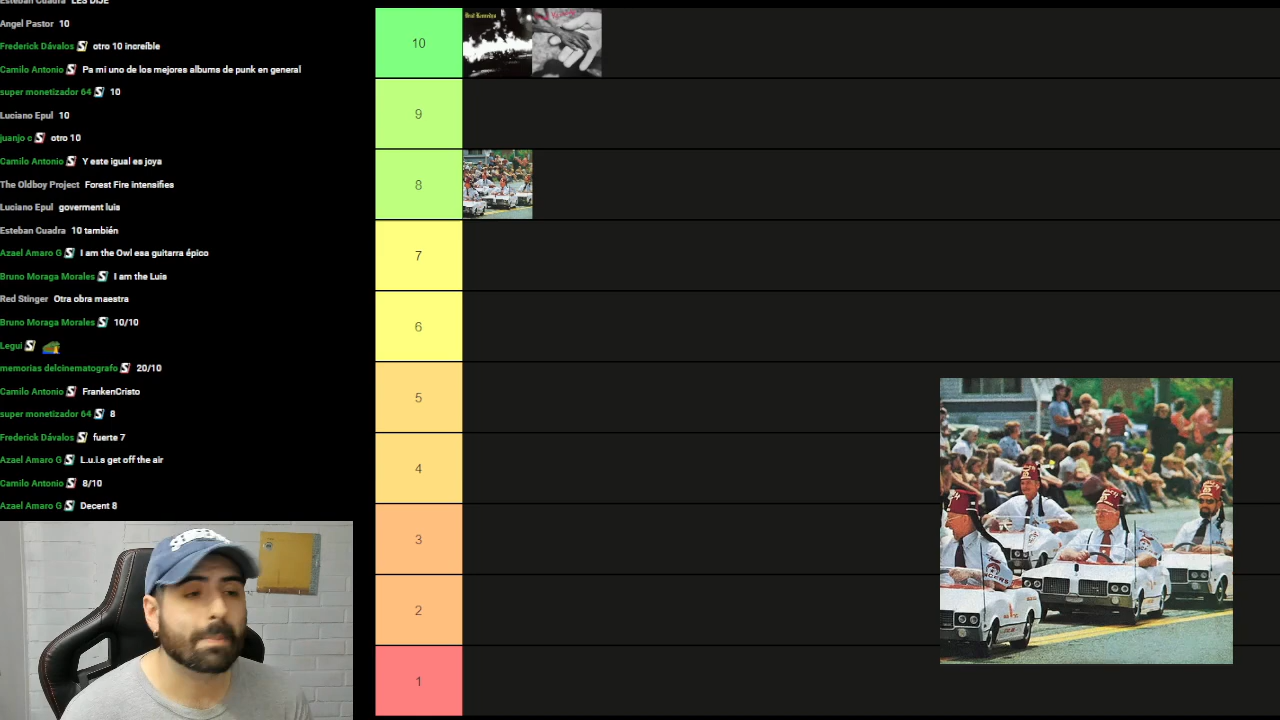 Esteban Cuadra LES DIJE
Angel Pastor 10
Frederick Dávalos otro 10 increíble
Camilo Antonio Pa mi uno de los mejores albums de punk en general
super monetizador 64 10
Luciano Epul 10
juanjo c otro 10
Camilo Antonio Y este igual es joya
The Oldboy Project Forest Fire intensifies
Luciano Epul goverment luis
Esteban Cuadra 10 también
Azael Amaro G I am the Owl esa guitarra épico
Bruno Moraga Morales I am the Luis
Red Stinger Otra obra maestra
Bruno Moraga Morales 10/10
Legui
memorias delcinematografo 20/10
Camilo Antonio FrankenCristo
super monetizador 64 8
Frederick Dávalos fuerte 7
Azael Amaro G L.u.i.s get off the air
Camilo Antonio 8/10
Azael Amaro G Decent 8
10
Dead Kennedys
9
8
7
6
5
4
3
2
1